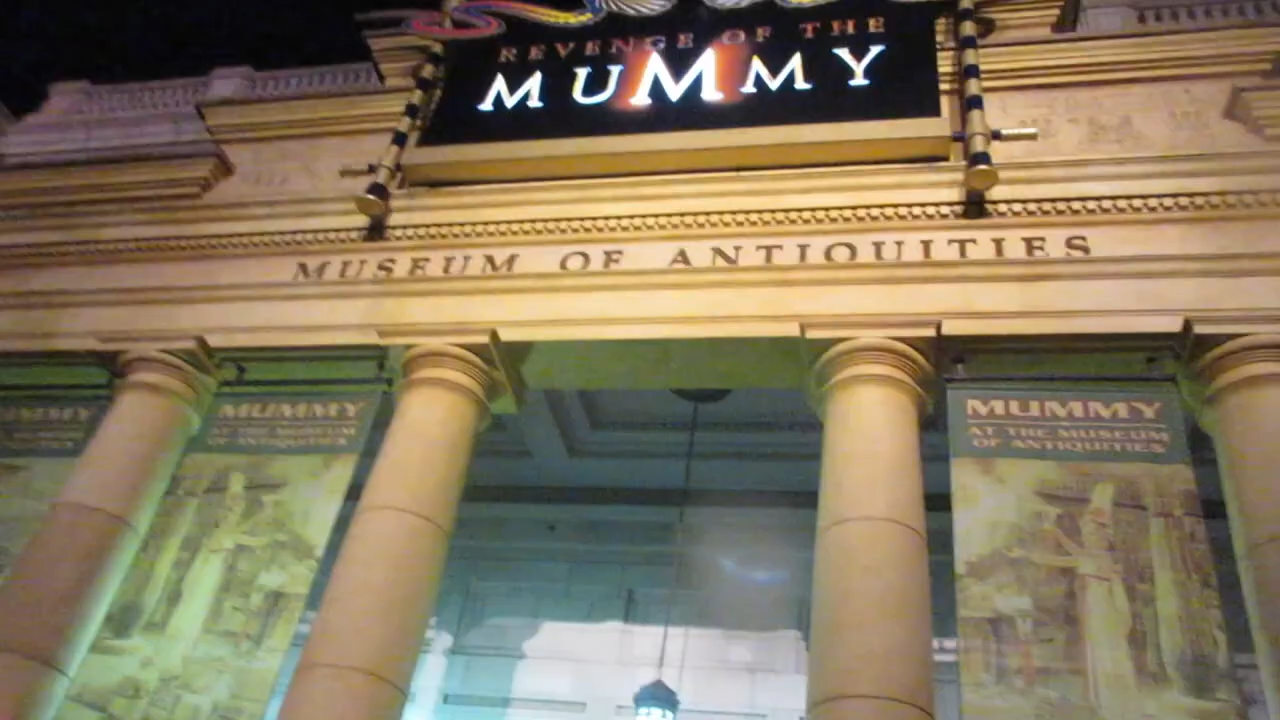 REVENGE OF THE
MUMMY
MUSEUM OF ANTIQUITIES
MUMMY
MUMMY
AT THE MUSEUM
OF ANTIQUITIES
MUMMY
AT THE MUSEUM
OF ANTIQUITIES